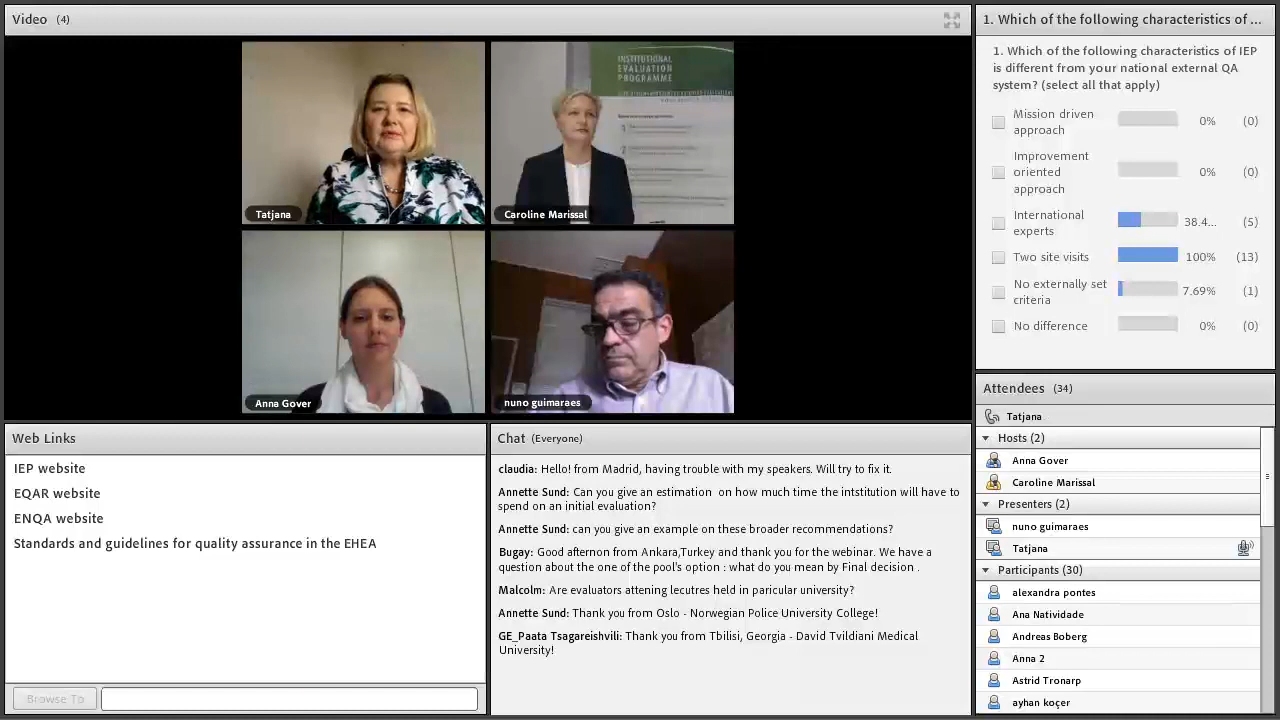 Video (4)
INSTITUTIONAL
EVALUATION
PROGRAMME
Tatjana
Caroline Marissal
Anna Gover
nuno guimaraes
Web Links
IEP website
EQAR website
ENQA website
Standards and guidelines for quality assurance in the EHEA
Browse To
Chat (Everyone)
claudia: Hello! from Madrid, having trouble with my speakers. Will try to fix it.
Annette Sund: Can you give an estimation on how much time the intstitution will have to
spend on an initial evaluation?
Annette Sund: can you give an example on these broader recommendations?
Bugay: Good afternon from Ankara,Turkey and thank you for the webinar. We have a
question about the one of the pool's option : what do you mean by Final decision .
Malcolm: Are evaluators attening lecutres held in paricular university?
Annette Sund: Thank you from Oslo - Norwegian Police University College!
GE_Paata Tsagareishvili: Thank you from Tbilisi, Georgia - David Tvildiani Medical
University!
1. Which of the following characteristics of ...
1. Which of the following characteristics of IEP
is different from your national external QA
system? (select all that apply)
Mission driven
approach
0% (0)
Improvement
oriented
approach
0% (0)
International
experts
38.4... (5)
Two site visits 100% (13)
No externally set
criteria
7.69% (1)
No difference 0% (0)
Attendees (34)
Tatjana
Hosts (2)
Anna Gover
Caroline Marissal
Presenters (2)
nuno guimaraes
Tatjana
Participants (30)
alexandra pontes
Ana Natividade
Andreas Boberg
Anna 2
Astrid Tronarp
ayhan koçer